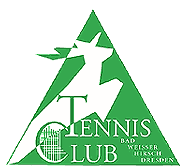 TENNIS
CLUB
BAD
WEISSER
HIRSCH
DRESDEN